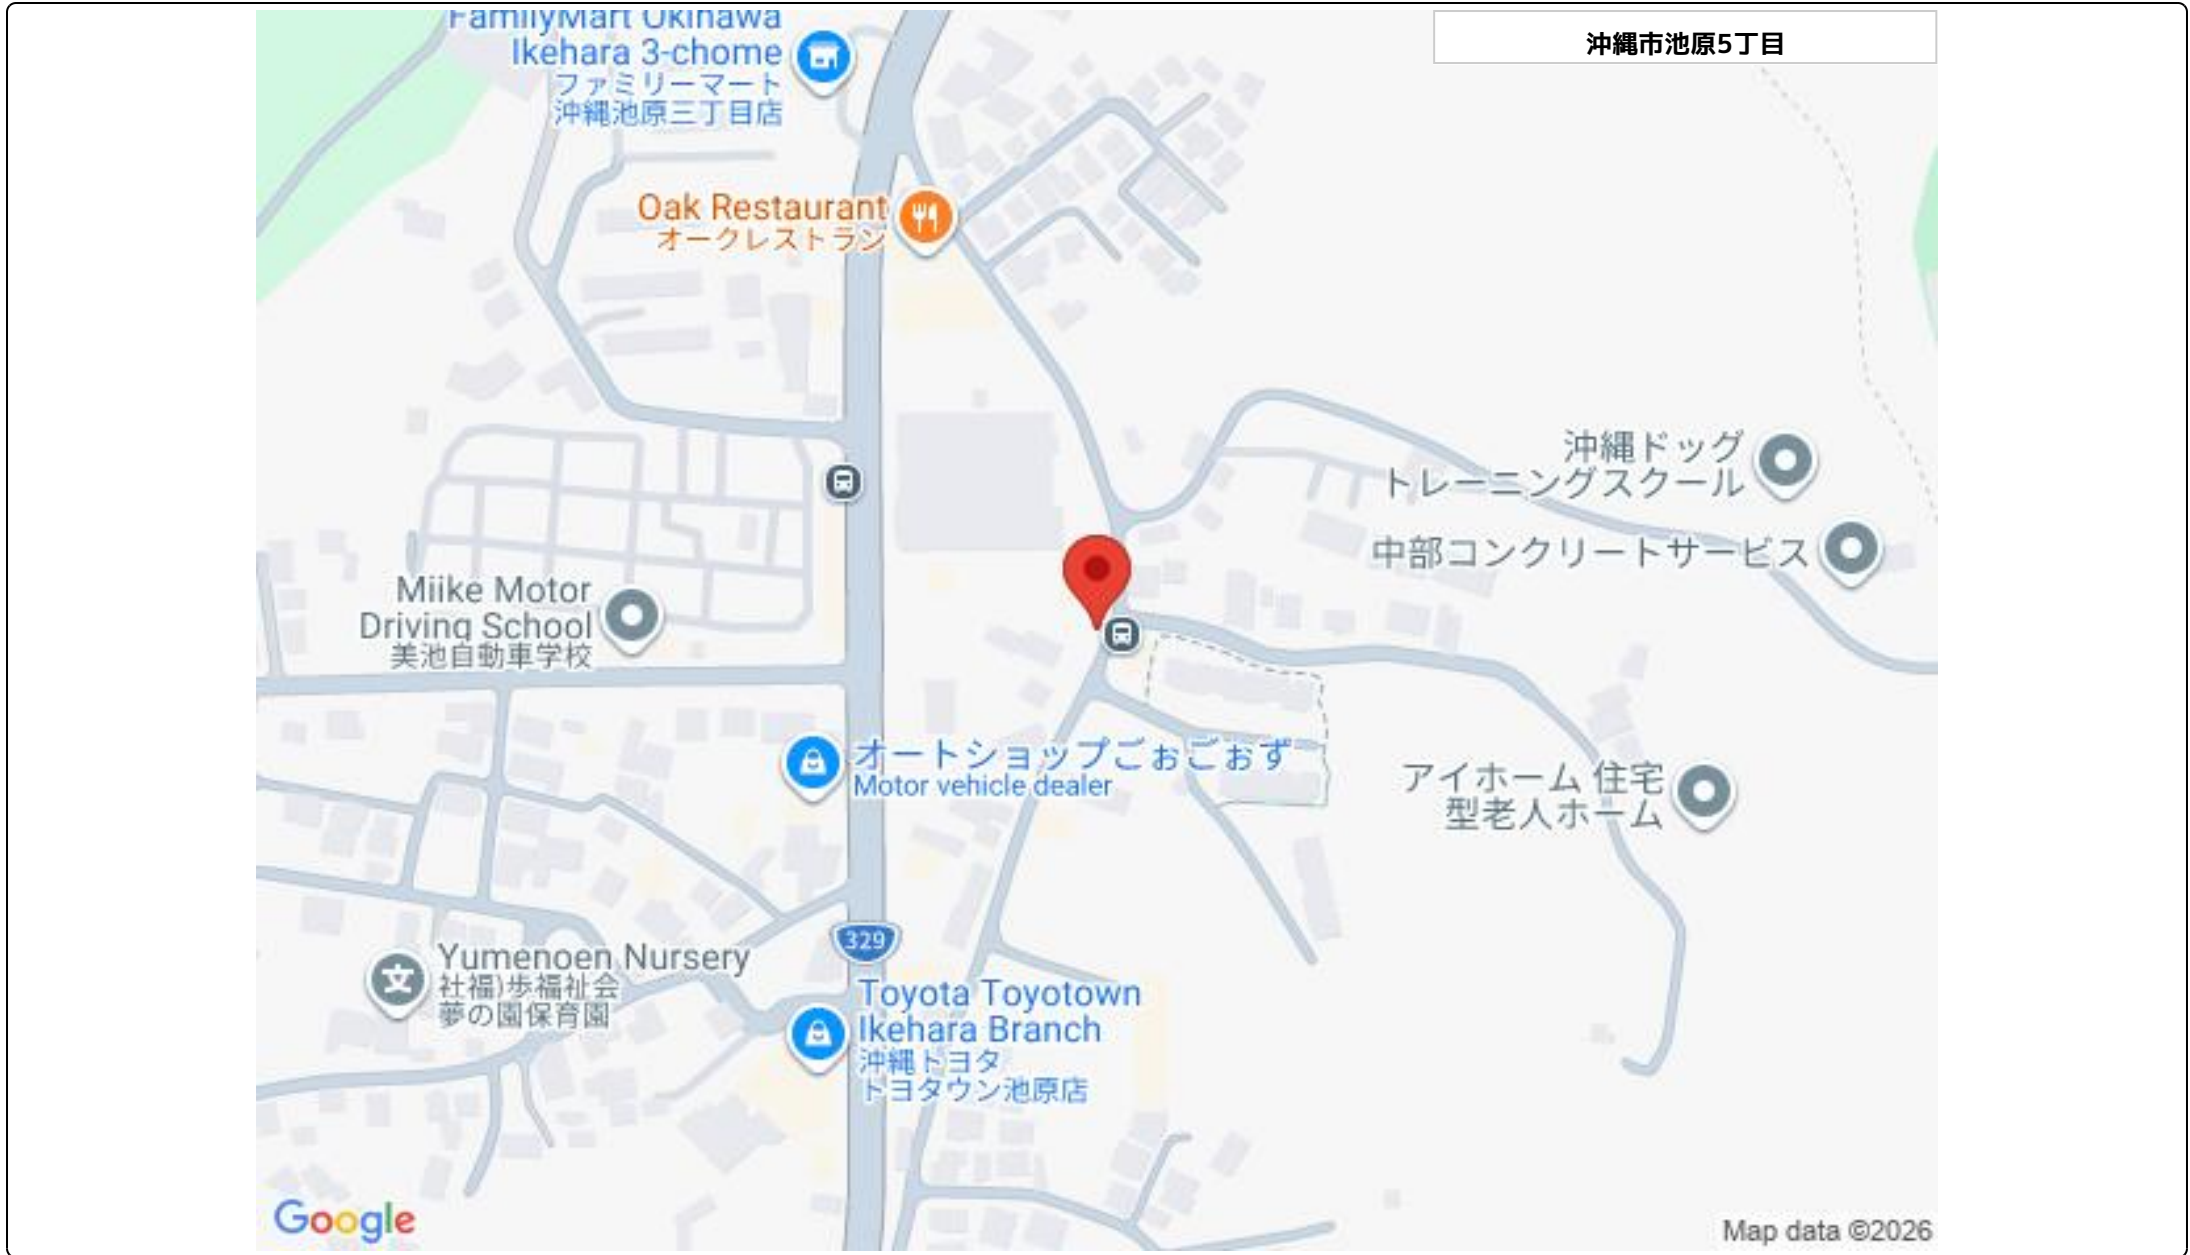 FamilyMart Okinawa
Ikehara 3-chome
ファミリーマート
沖縄池原三丁目店
沖縄市池原5丁目
Oak Restaurant
オークレストラン
沖縄ドッグ
トレーニングスクール
中部コンクリートサービス
Miike Motor
Driving School
美池自動車学校
オートショップごぉごぉず
Motor vehicle dealer
アイホーム 住宅
型老人ホーム
329
Yumenoen Nursery
社福)歩福祉会
夢の園保育園
文
Toyota Toyotown
Ikehara Branch
沖縄トヨタ
トヨタウン池原店
Google
Map data ©2026